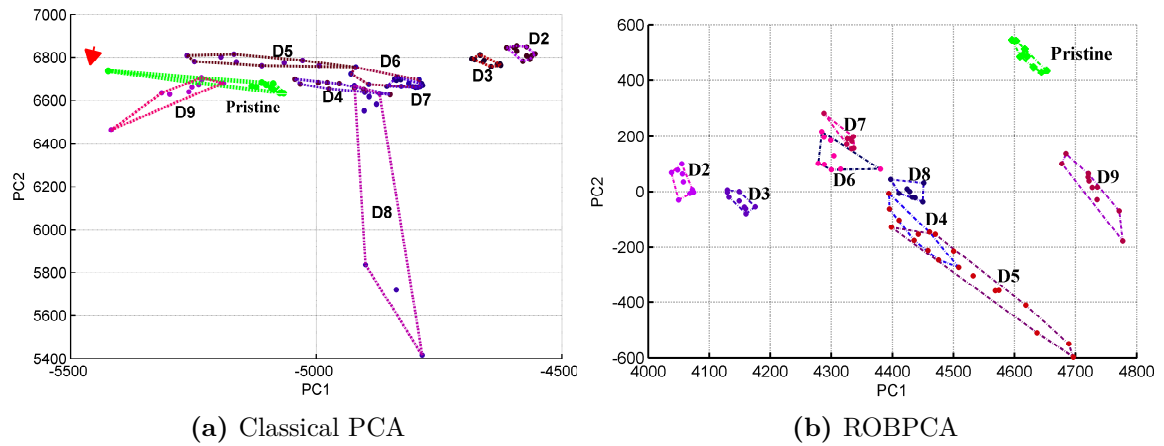 7000
6800
6600
6400
6200
6000
5800
5600
5400
PC2
-5500
-5000
-4500
PC1
D5
D6
D2
D3
D4
D7
D9
Pristine
D8
(a) Classical PCA
600
400
200
0
-200
-400
-600
PC2
4000
4100
4200
4300
4400
4500
4600
4700
4800
PC1
Pristine
D7
D2
D3
D6
D8
D9
D4
D5
(b) ROBPCA